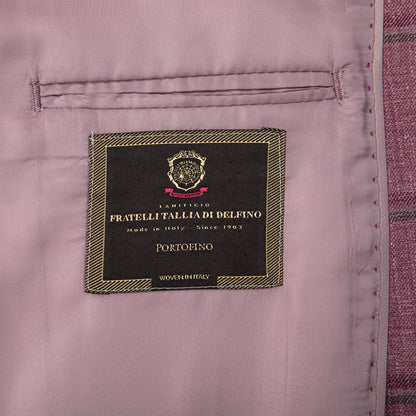 LANIFICIO
FRATELLI TALLIA DI DELFINO
Made in Italy - Since 1903
PORTOFINO
WOVEN IN ITALY